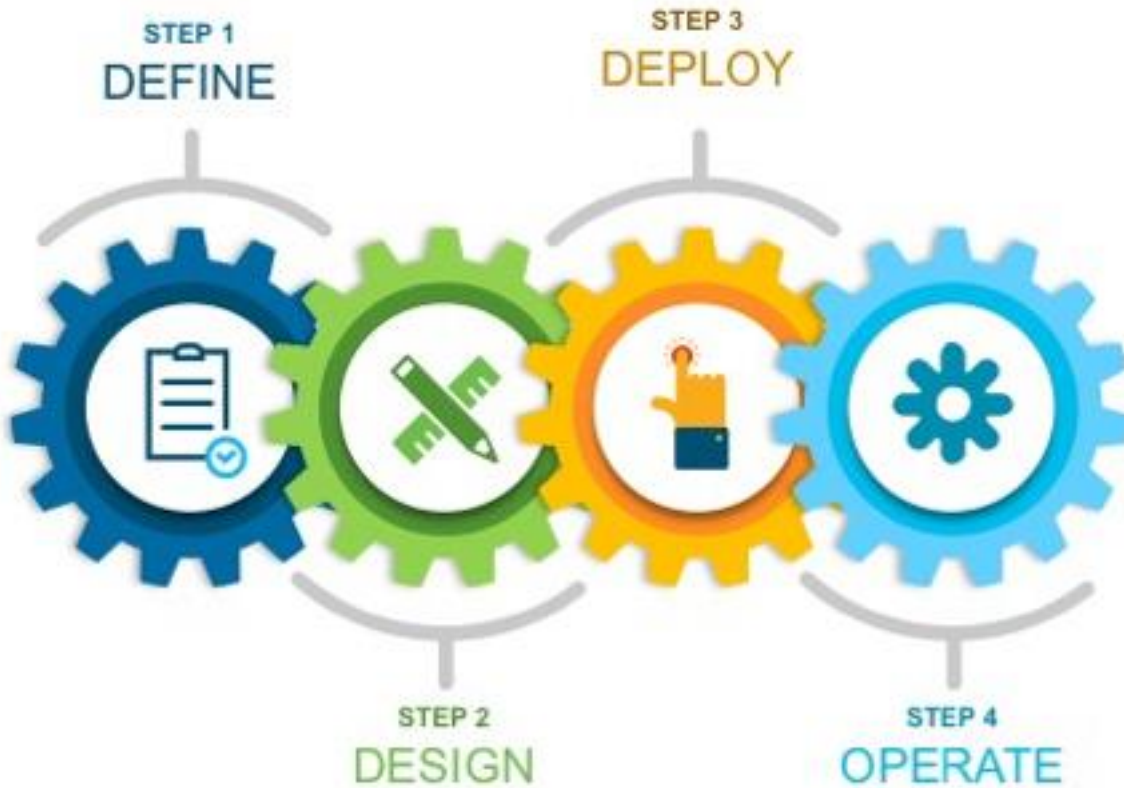 STEP 1
DEFINE
STEP 2
DESIGN
STEP 3
DEPLOY
STEP 4
OPERATE